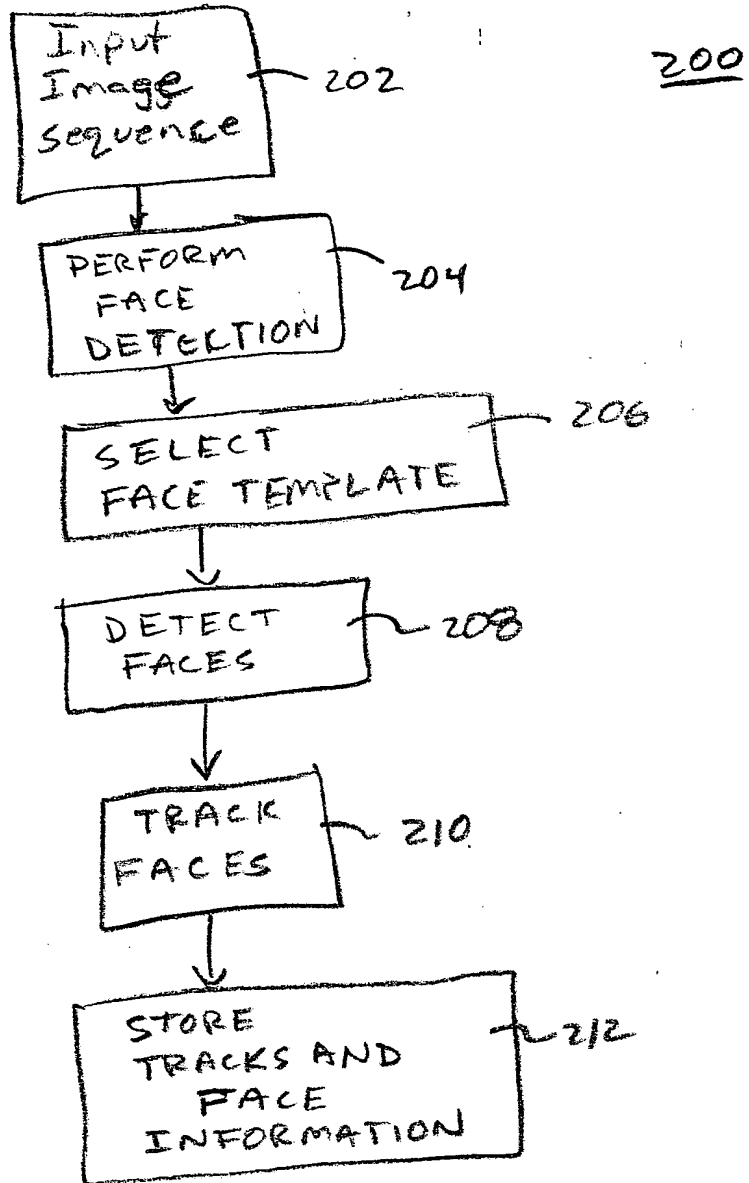 200
Input
Image
sequence
202
PERFORM
FACE
DETECTION
204
SELECT
FACE TEMPLATE
206
DETECT
FACES
208
TRACK
FACES
210
STORE
TRACKS AND
FACE
INFORMATION
212